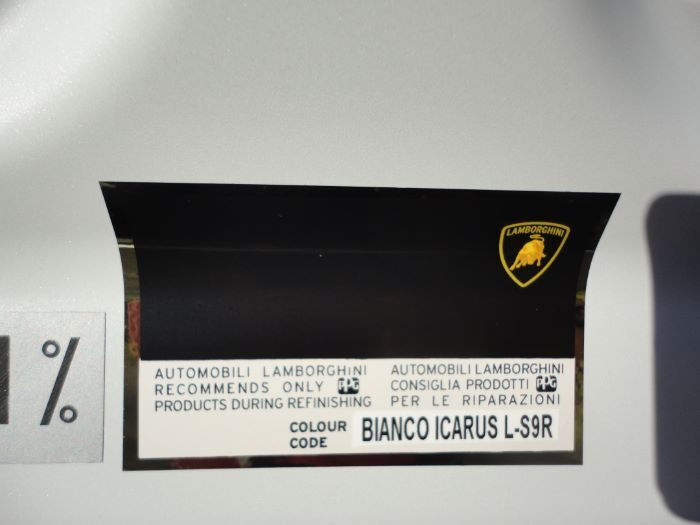 LAMBORGHINI
%
AUTOMOBILI LAMBORGHINI
RECOMMENDS ONLY PPG
PRODUCTS DURING REFINISHING
AUTOMOBILI LAMBORGHINI
CONSIGLIA PRODOTTI PPG
PER LE RIPARAZIONI
COLOUR CODE BIANCO ICARUS L-S9R